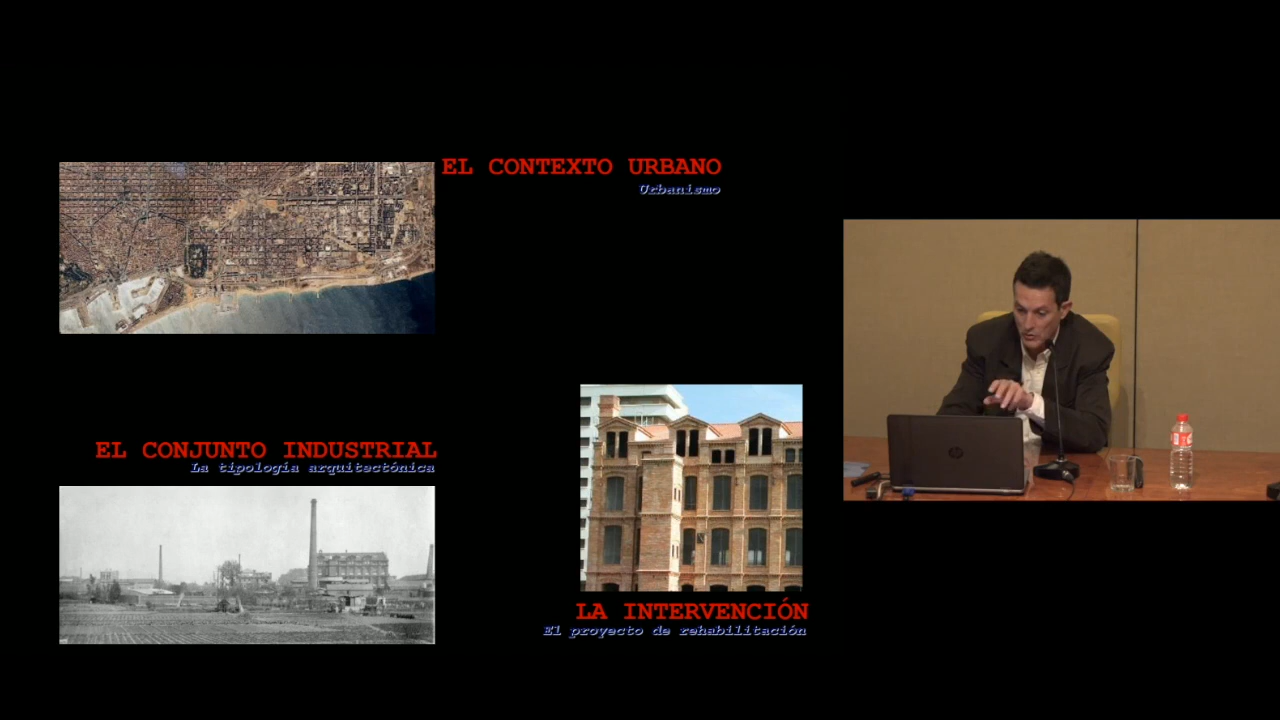 EL CONTEXTO URBANO
Urbanismo
EL CONJUNTO INDUSTRIAL
La tipología arquitectónica
LA INTERVENCIÓN
El proyecto de rehabilitación